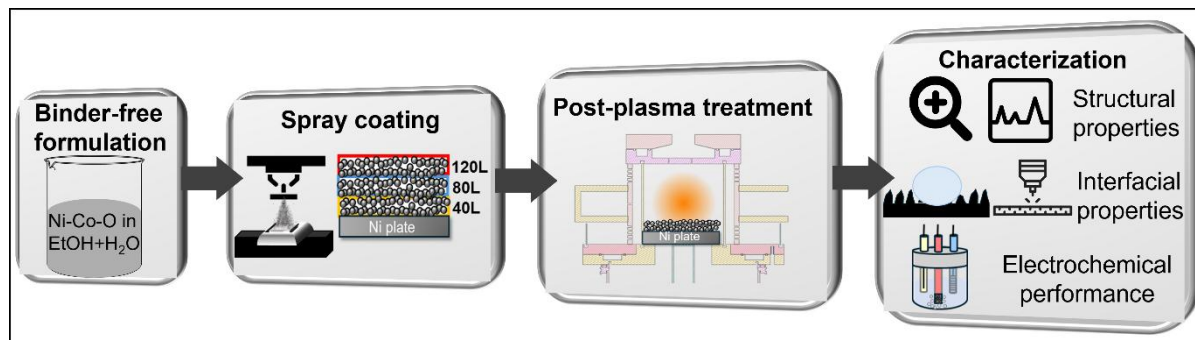 Binder-free
formulation
Ni-Co-O in
EtOH+H₂O
Spray coating
120L
80L
40L
Ni plate
Post-plasma treatment
Ni plate
Characterization
Structural
properties
Interfacial
properties
Electrochemical
performance